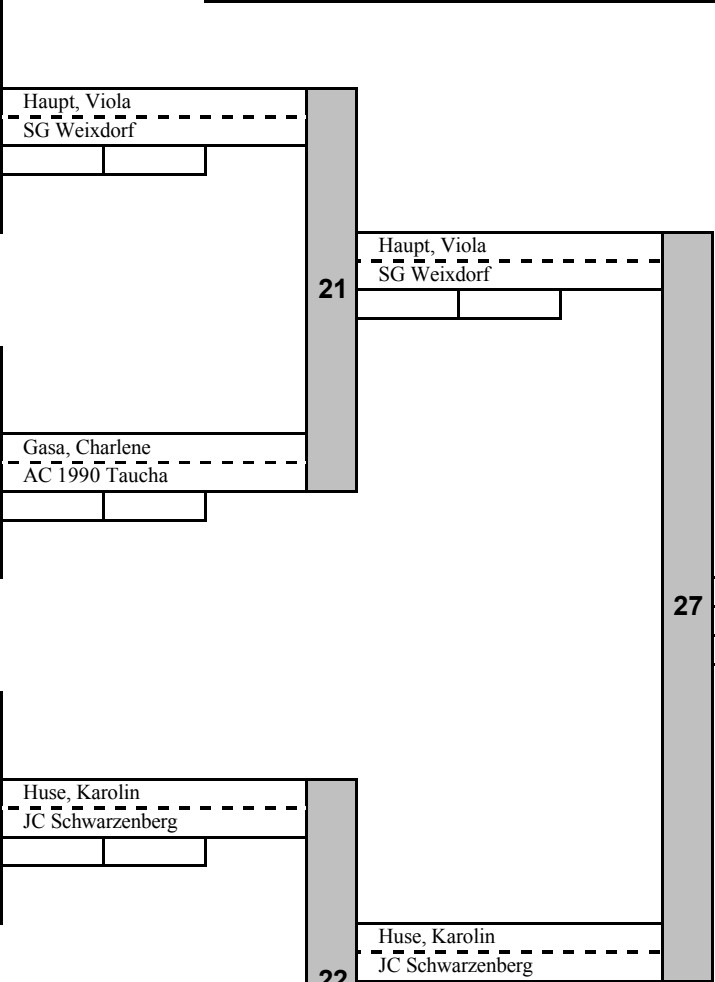 Haupt, Viola
SG Weixdorf
Haupt, Viola
SG Weixdorf
21
Gasa, Charlene
AC 1990 Taucha
27
Huse, Karolin
JC Schwarzenberg
Huse, Karolin
JC Schwarzenberg
22